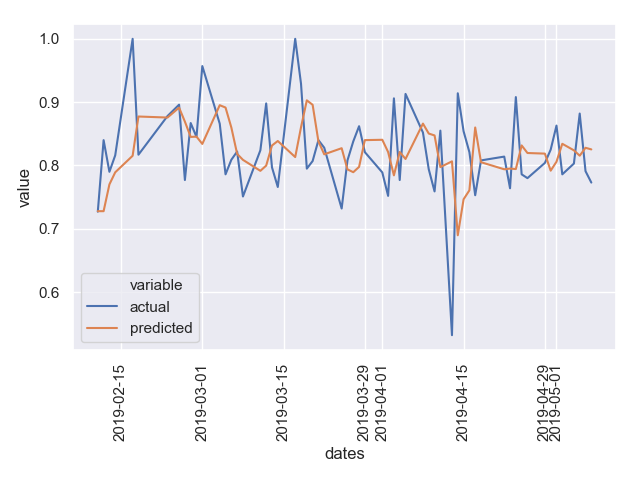 1.0
0.9
0.8
0.7
0.6
value
variable
actual
predicted
2019-02-15
2019-03-01
2019-03-15
2019-03-29
2019-04-01
2019-04-15
2019-04-29
2019-05-01
dates